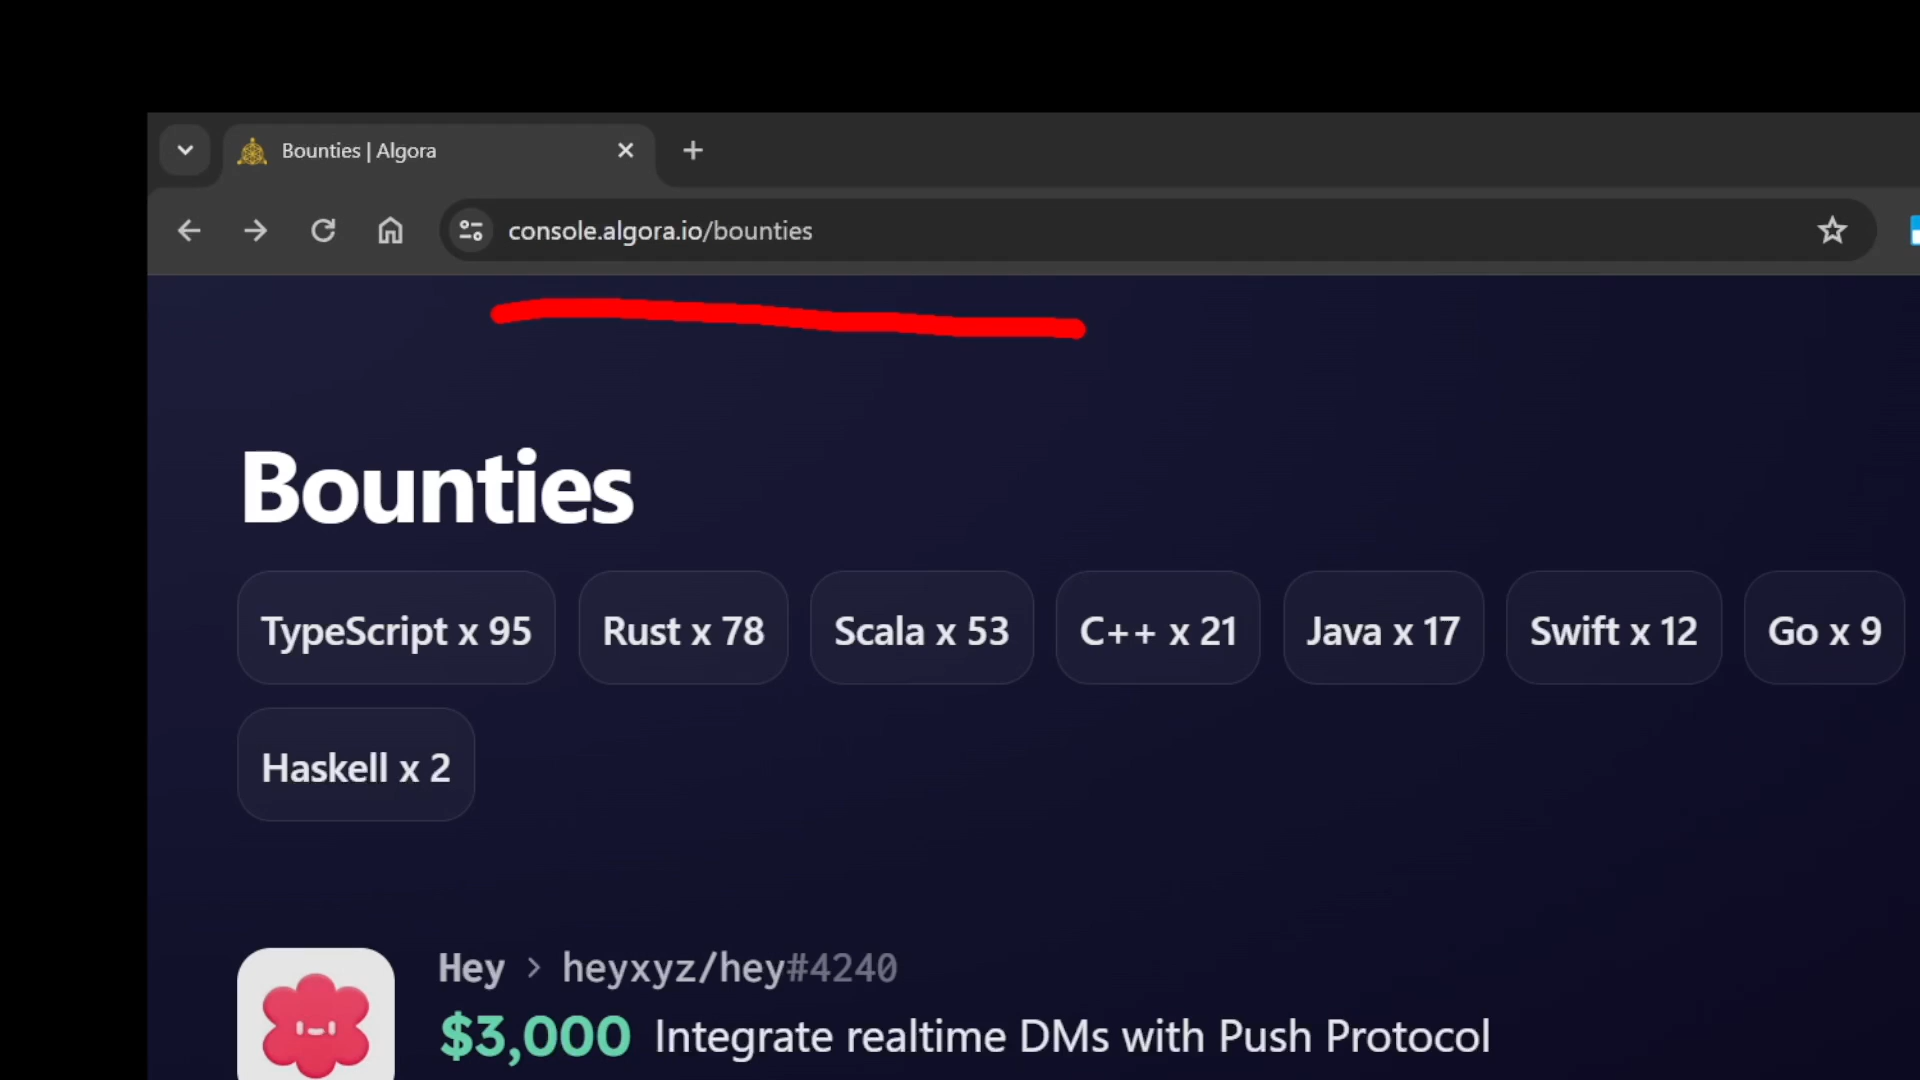 Bounties | Algora
console.algora.io/bounties
Bounties
TypeScript x 95
Rust x 78
Scala x 53
C++ x 21
Java x 17
Swift x 12
Go x 9
Haskell x 2
Hey > heyxyz/hey#4240
$3,000 Integrate realtime DMs with Push Protocol